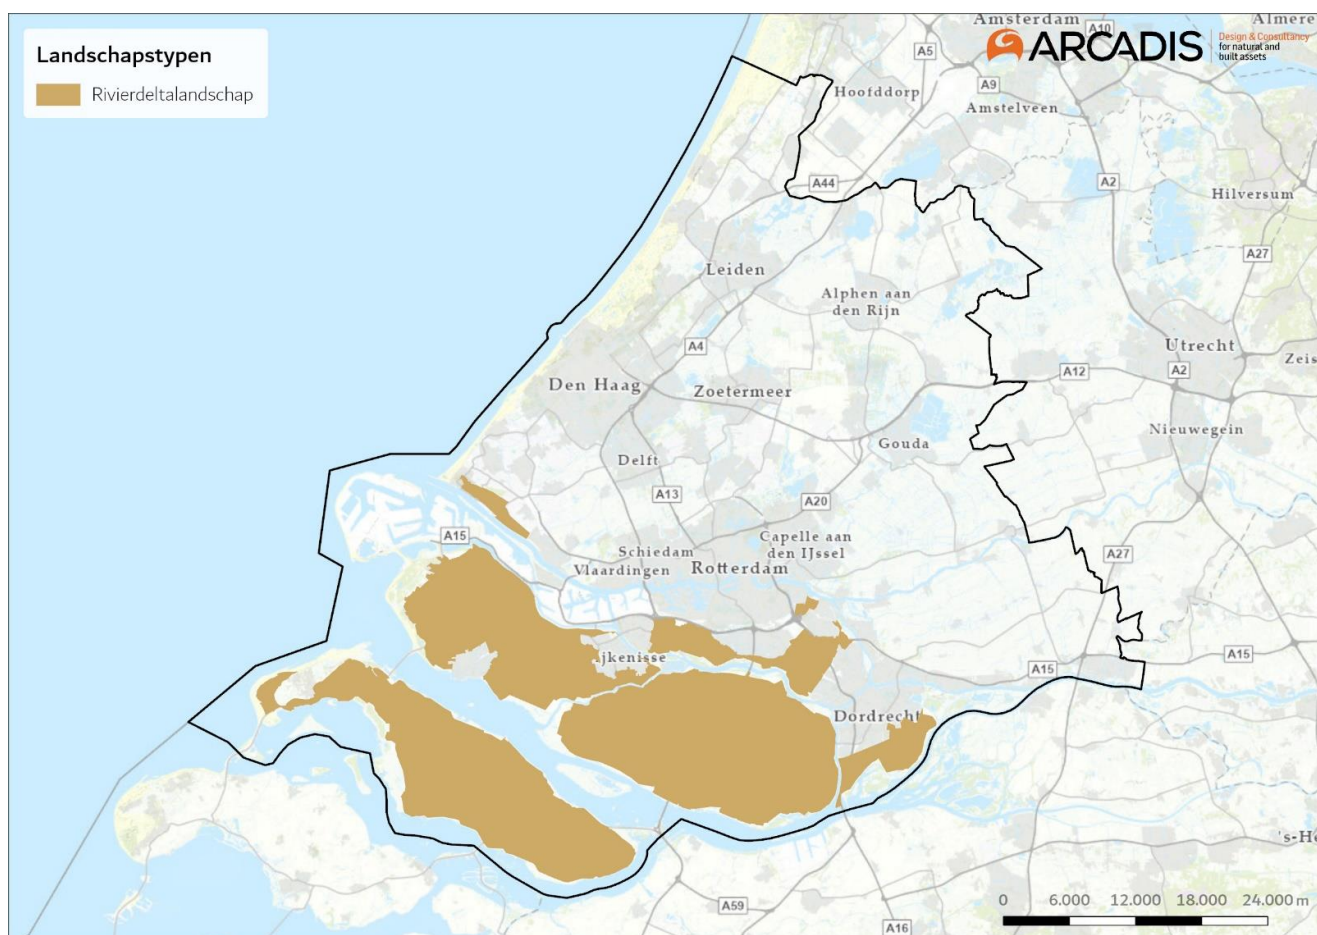 Landschapstypen
Rivierdeltalandschap
ARCADIS
Design & Consultancy
for natural and
built assets
Amsterdam
Almere
A10
A5
Hoofddorp
A9
Amstelveen
A44
A2
Hilversum
A27
Leiden
Alphen aan
den Rijn
A4
Utrecht
Zeis
Den Haag
Zoetermeer
A12
A2
Gouda
Nieuwegein
Delft
A13
A20
A15
Schiedam
Capelle aan
den IJssel
Vlaardingen
Rotterdam
A27
ijkenisse
A15
A15
Dordrecht
's-He
A59
A16
0 6.000 12.000 18.000 24.000 m